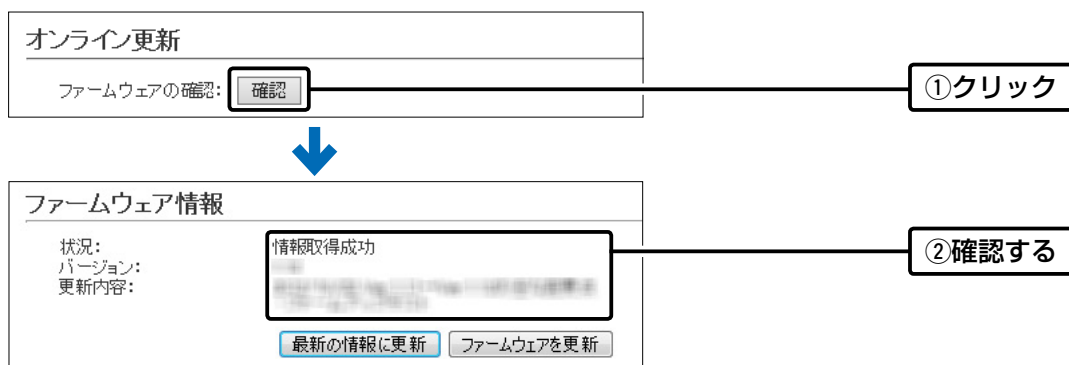 オンライン更新
ファームウェアの確認: 確認
①クリック
ファームウェア情報
状況: 情報取得成功
バージョン:
更新内容:
②確認する
最新の情報に更新 ファームウェアを更新